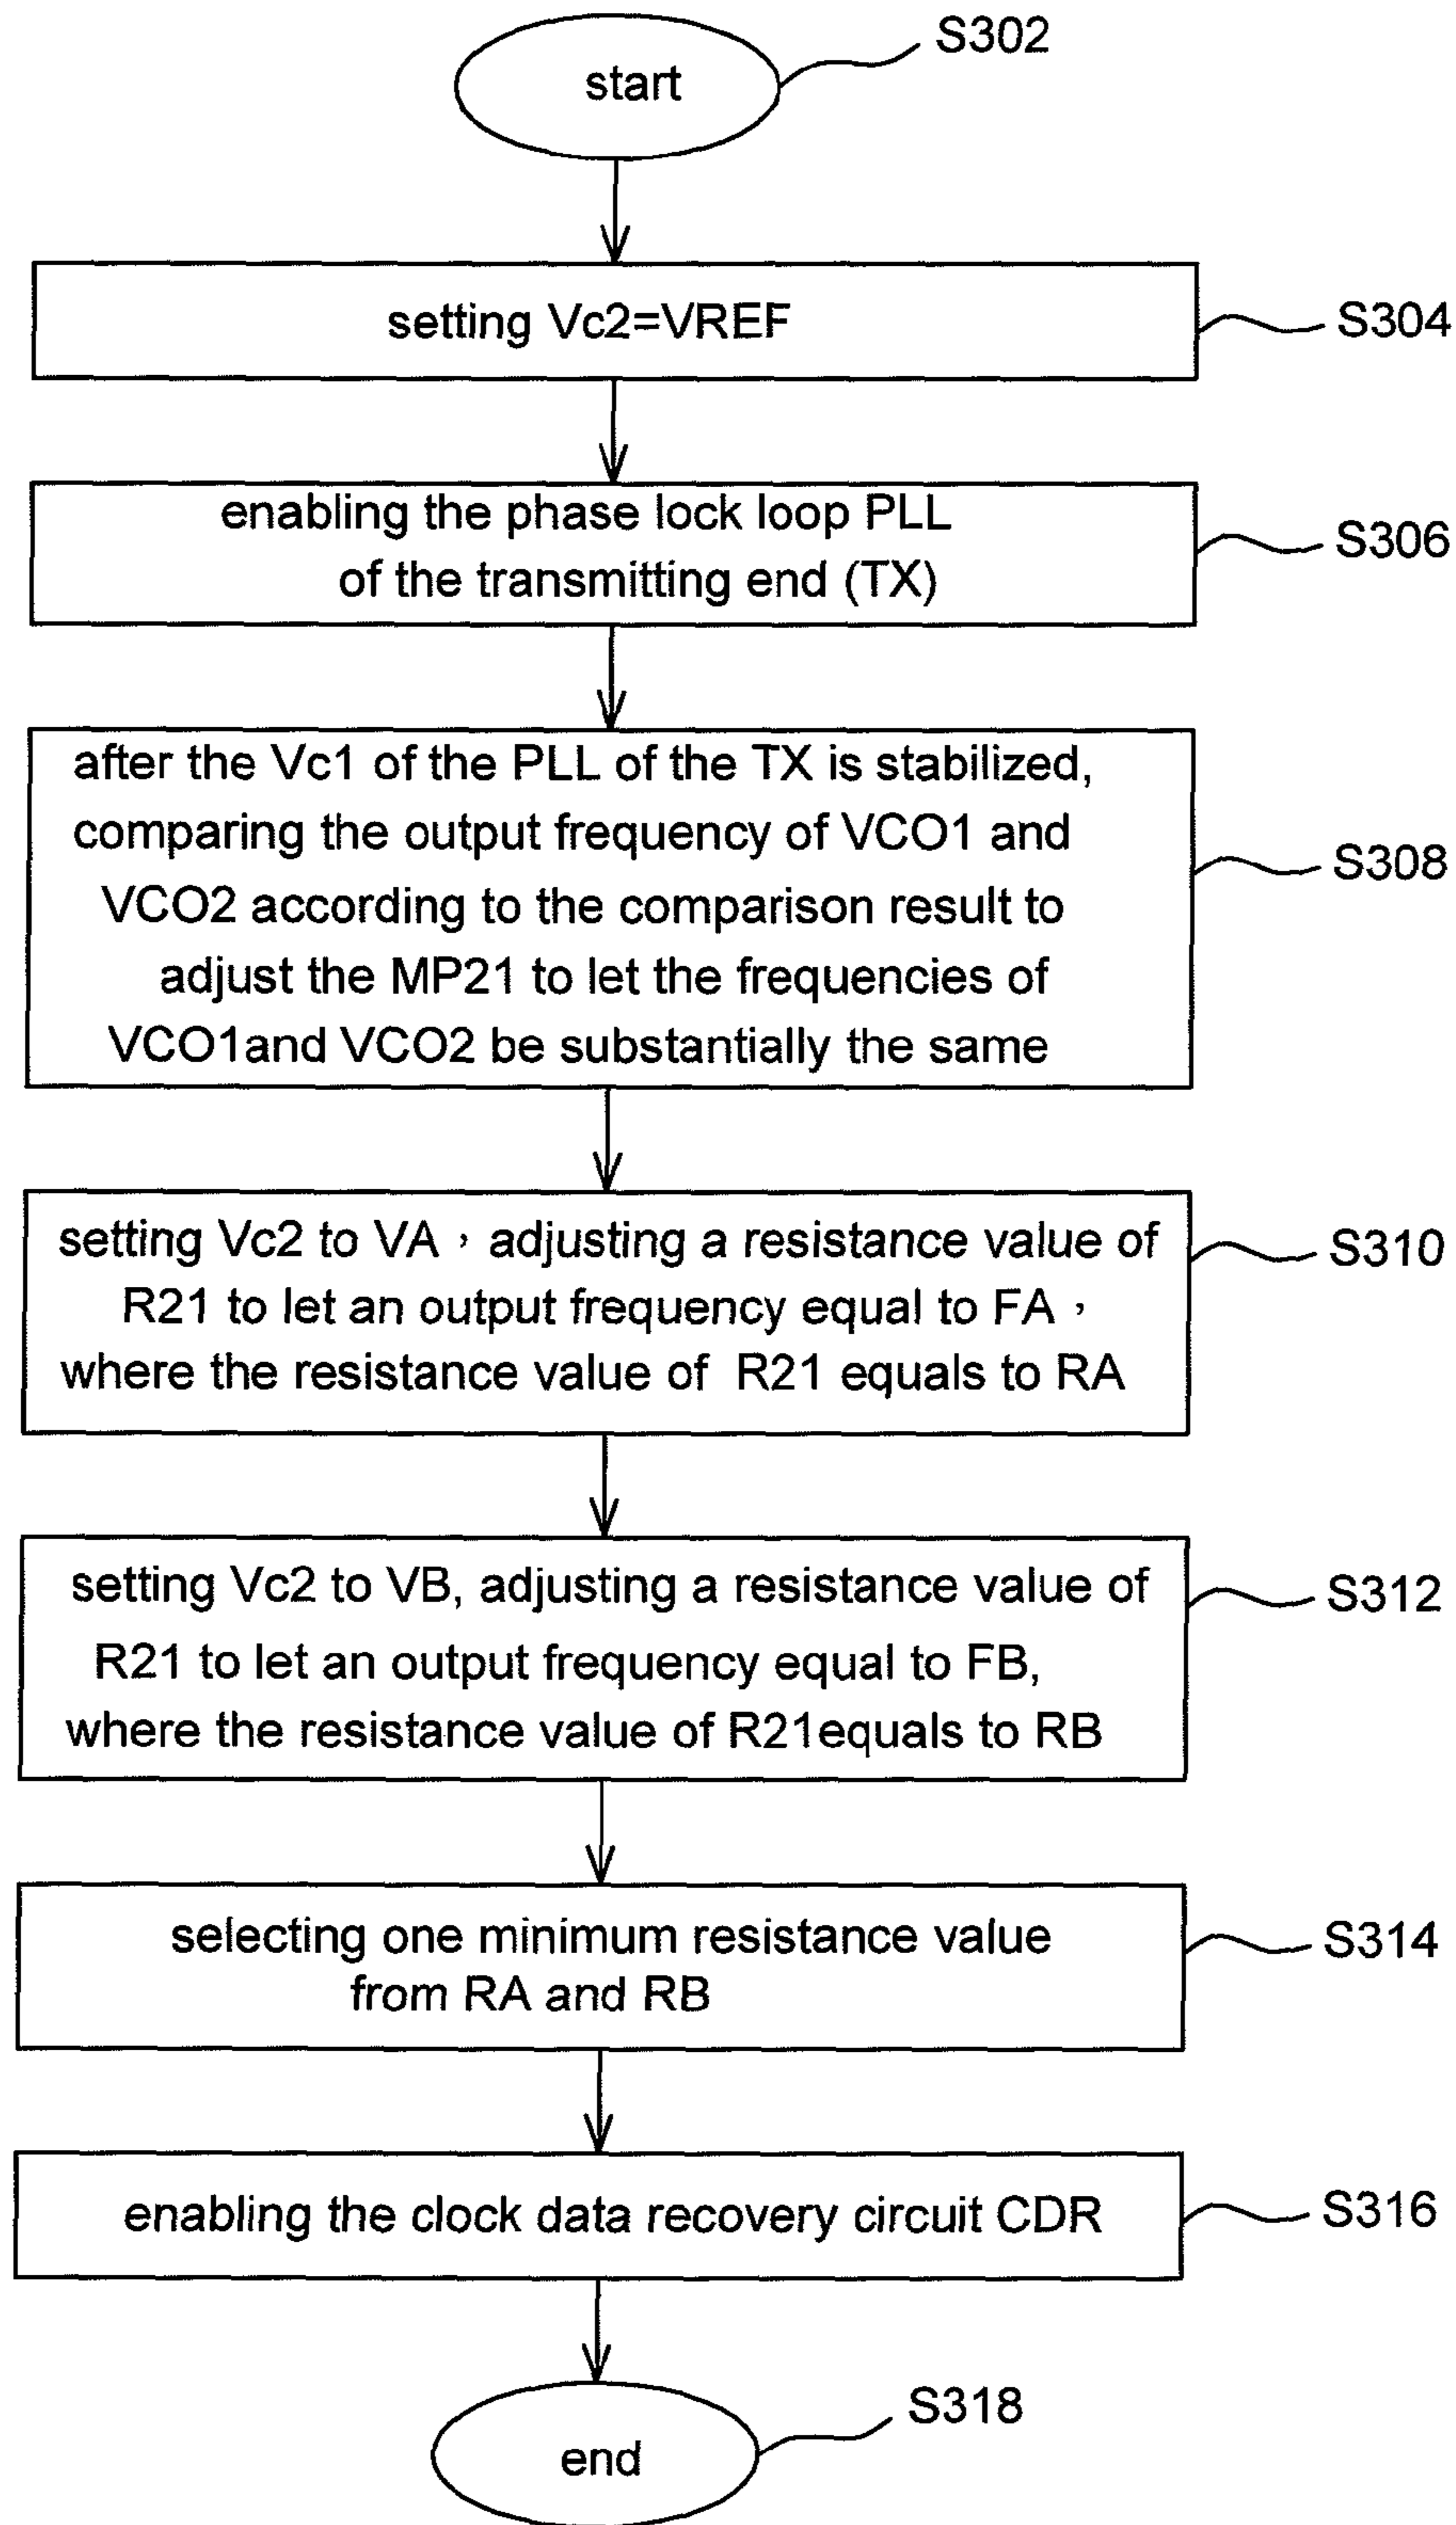 start
S302
setting Vc2=VREF
S304
enabling the phase lock loop PLL
of the transmitting end (TX)
S306
after the Vc1 of the PLL of the TX is stabilized,
comparing the output frequency of VCO1 and
VCO2 according to the comparison result to
adjust the MP21 to let the frequencies of
VCO1and VCO2 be substantially the same
S308
setting Vc2 to VA，adjusting a resistance value of
R21 to let an output frequency equal to FA，
where the resistance value of R21 equals to RA
S310
setting Vc2 to VB, adjusting a resistance value of
R21 to let an output frequency equal to FB,
where the resistance value of R21equals to RB
S312
selecting one minimum resistance value
from RA and RB
S314
enabling the clock data recovery circuit CDR
S316
end
S318